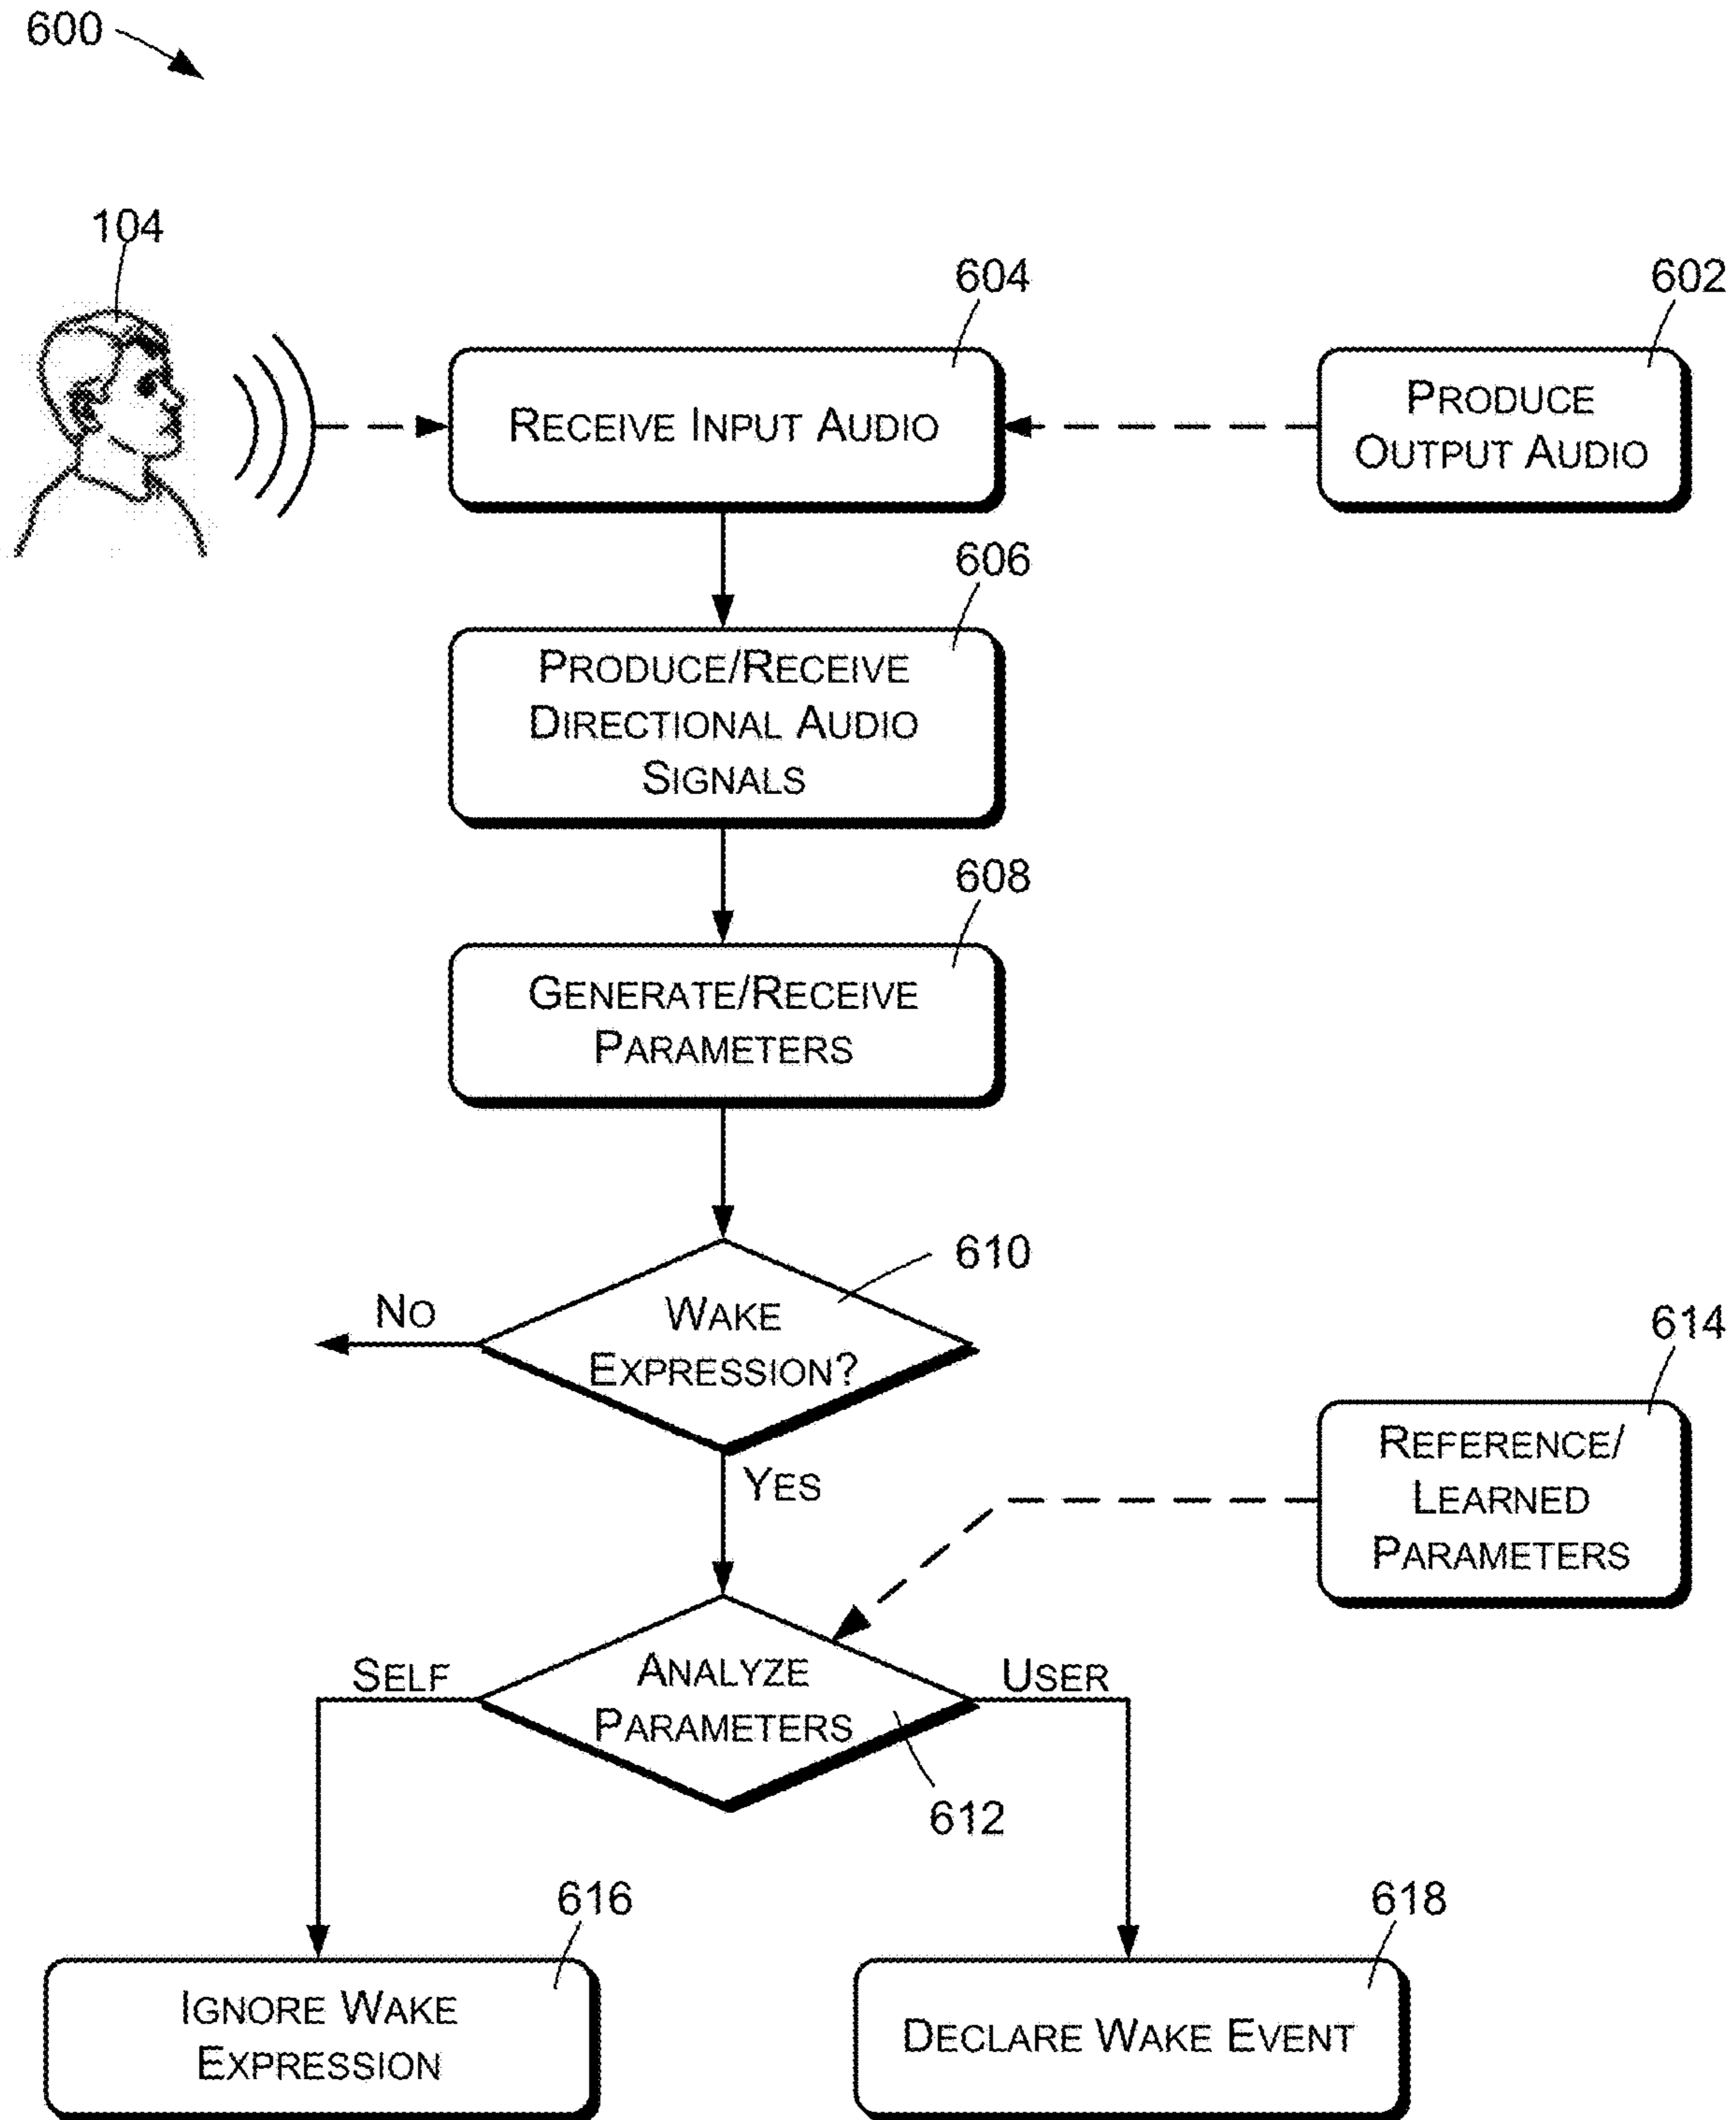 600
104
604
602
RECEIVE INPUT AUDIO
PRODUCE
OUTPUT AUDIO
606
PRODUCE/RECEIVE
DIRECTIONAL AUDIO
SIGNALS
608
GENERATE/RECEIVE
PARAMETERS
610
NO
WAKE
EXPRESSION?
614
YES
REFERENCE/
LEARNED
PARAMETERS
SELF
ANALYZE
PARAMETERS
USER
612
616
618
IGNORE WAKE
EXPRESSION
DECLARE WAKE EVENT